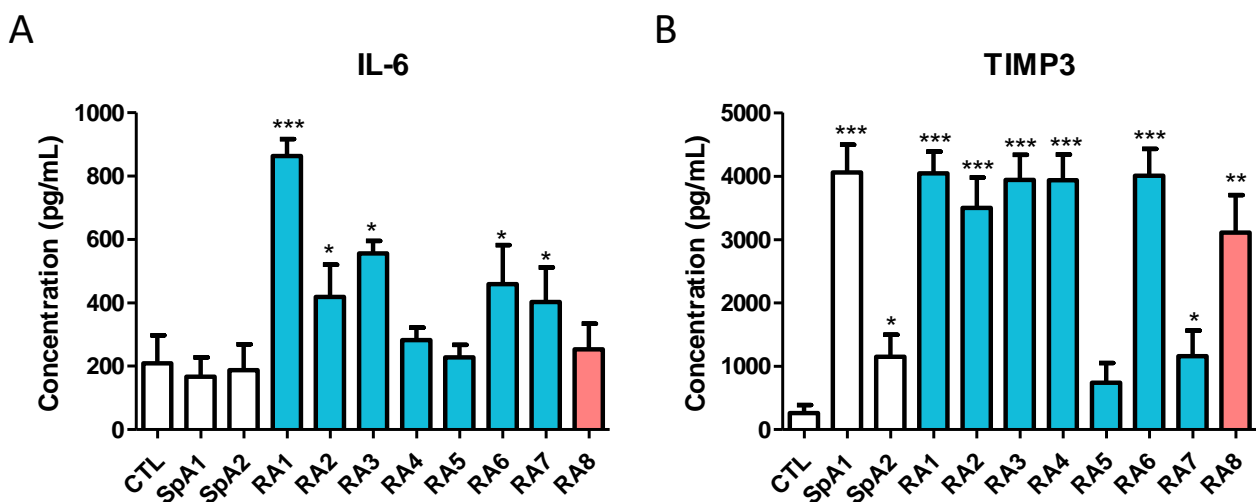 A
IL-6
Concentration (pg/mL)
1000
800
600
400
200
0
***
*
*
*
*
CTL
SpA1
SpA2
RA1
RA2
RA3
RA4
RA5
RA6
RA7
RA8
B
TIMP3
Concentration (pg/mL)
5000
4000
3000
2000
1000
0
***
*
***
***
***
***
***
*
**
CTL
SpA1
SpA2
RA1
RA2
RA3
RA4
RA5
RA6
RA7
RA8